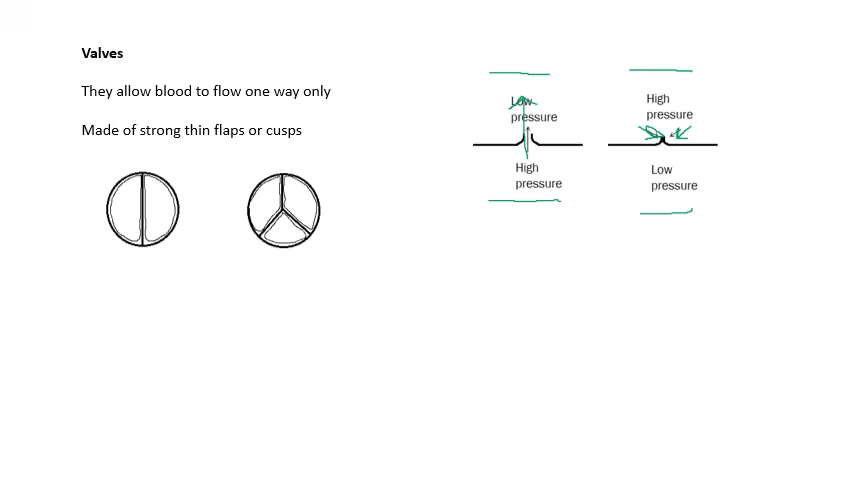 Valves
They allow blood to flow one way only
Made of strong thin flaps or cusps
Low
pressure
High
pressure
High
pressure
Low
pressure